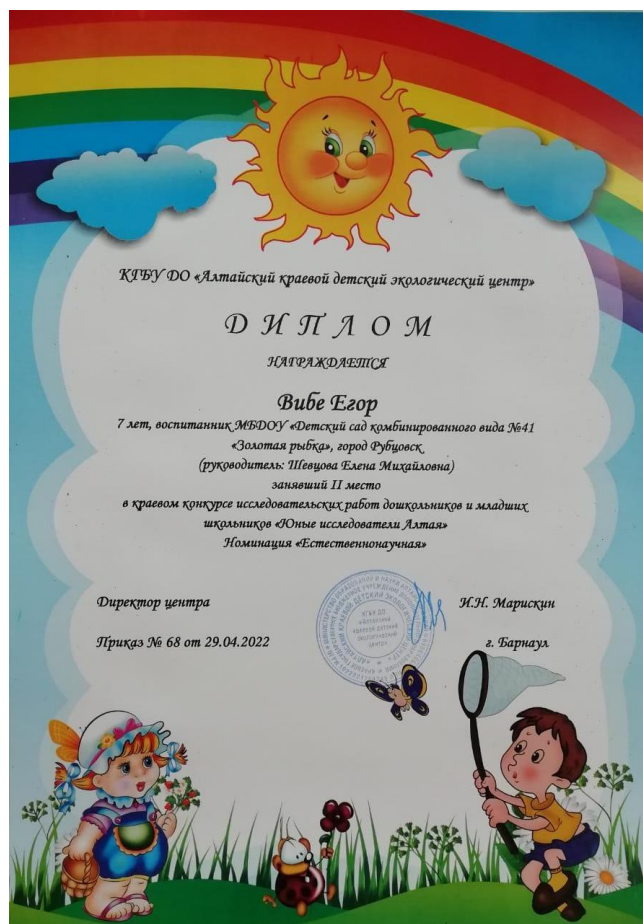 КГБУ ДО «Алтайский краевой детский экологический центр»
ДИПЛОМ
НАГРАЖДАЕТСЯ
Вибе Егор
7 лет, воспитанник МБДОУ «Детский сад комбинированного вида №41
«Золотая рыбка», город Рубцовск
(руководитель: Шевцова Елена Михайловна)
занявший II место
в краевом конкурсе исследовательских работ дошкольников и младших
школьников «Юные исследователи Алтая»
Номинация «Естественнонаучная»
Директор центра
И.Н. Марискин
Приказ № 68 от 29.04.2022
г. Барнаул